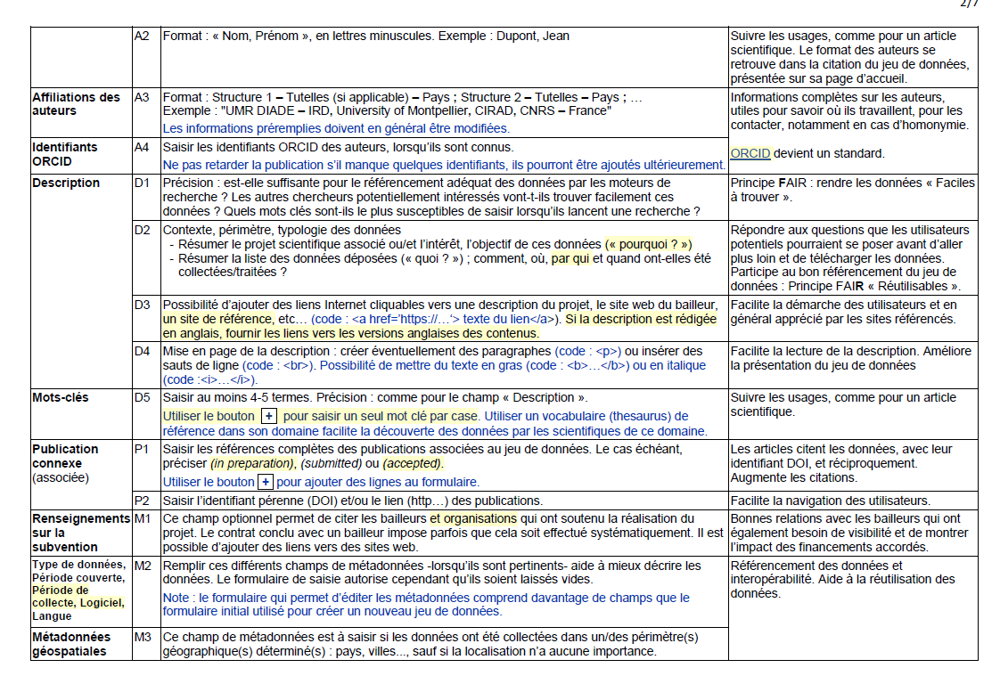 2/7
A2 Format : « Nom, Prénom », en lettres minuscules. Exemple : Dupont, Jean
Suivre les usages, comme pour un article
scientifique. Le format des auteurs se
retrouve dans la citation du jeu de données,
présentée sur sa page d’accueil.
Affiliations des
auteurs
A3 Format : Structure 1 – Tutelles (si applicable) – Pays ; Structure 2 – Tutelles – Pays ; …
Exemple : "UMR DIADE – IRD, University of Montpellier, CIRAD, CNRS – France"
Les informations préremplies doivent en général être modifiées.
Informations complètes sur les auteurs,
utiles pour savoir où ils travaillent, pour les
contacter, notamment en cas d’homonymie.
ORCID devient un standard.
Identifiants
ORCID
A4 Saisir les identifiants ORCID des auteurs, lorsqu’ils sont connus.
Ne pas retarder la publication s’il manque quelques identifiants, ils pourront être ajoutés ultérieurement.
Description
D1 Précision : est-elle suffisante pour le référencement adéquat des données par les moteurs de
recherche ? Les autres chercheurs potentiellement intéressés vont-t-ils trouver facilement ces
données ? Quels mots clés sont-ils le plus susceptibles de saisir lorsqu’ils lancent une recherche ?
Principe FAIR : rendre les données « Faciles
à trouver ».
D2 Contexte, périmètre, typologie des données
- Résumer le projet scientifique associé ou/et l’intérêt, l’objectif de ces données (« pourquoi ? »)
- Résumer la liste des données déposées (« quoi ? ») ; comment, où, par qui et quand ont-elles été
collectées/traitées ?
Répondre aux questions que les utilisateurs
potentiels pourraient se poser avant d’aller
plus loin et de télécharger les données.
Participe au bon référencement du jeu de
données : Principe FAIR « Réutilisables ».
D3 Possibilité d’ajouter des liens Internet cliquables vers une description du projet, le site web du bailleur,
un site de référence, etc… (code : <a href=’https://…‘> texte du lien</a>). Si la description est rédigée
en anglais, fournir les liens vers les versions anglaises des contenus.
Facilite la démarche des utilisateurs et en
général apprécié par les sites référencés.
D4 Mise en page de la description : créer éventuellement des paragraphes (code : <p>) ou insérer des
sauts de ligne (code : <br>). Possibilité de mettre du texte en gras (code : <b>…</b>) ou en italique
(code :<i>…</i>).
Facilite la lecture de la description. Améliore
la présentation du jeu de données
Mots-clés
D5 Saisir au moins 4-5 termes. Précision : comme pour le champ « Description ».
Utiliser le bouton + pour saisir un seul mot clé par case. Utiliser un vocabulaire (thesaurus) de
référence dans son domaine facilite la découverte des données par les scientifiques de ce domaine.
Suivre les usages, comme pour un article
scientifique.
Publication
connexe
(associée)
P1 Saisir les références complètes des publications associées au jeu de données. Le cas échéant,
préciser (in preparation), (submitted) ou (accepted).
Utiliser le bouton + pour ajouter des lignes au formulaire.
Les articles citent les données, avec leur
identifiant DOI, et réciproquement.
Augmente les citations.
P2 Saisir l’identifiant pérenne (DOI) et/ou le lien (http…) des publications.
Facilite la navigation des utilisateurs.
Renseignements
sur la
subvention
M1 Ce champ optionnel permet de citer les bailleurs et organisations qui ont soutenu la réalisation du
projet. Le contrat conclu avec un bailleur impose parfois que cela soit effectué systématiquement. Il est
possible d’ajouter des liens vers des sites web.
Bonnes relations avec les bailleurs qui ont
également besoin de visibilité et de montrer
l’impact des financements accordés.
Type de données,
Période couverte,
Période de
collecte, Logiciel,
Langue
M2 Remplir ces différents champs de métadonnées -lorsqu’ils sont pertinents- aide à mieux décrire les
données. Le formulaire de saisie autorise cependant qu’ils soient laissés vides.
Note : le formulaire qui permet d’éditer les métadonnées comprend davantage de champs que le
formulaire initial utilisé pour créer un nouveau jeu de données.
Référencement des données et
interopérabilité. Aide à la réutilisation des
données.
Métadonnées
géospatiales
M3 Ce champ de métadonnées est à saisir si les données ont été collectées dans un/des périmètre(s)
géographique(s) déterminé(s) : pays, villes..., sauf si la localisation n’a aucune importance.